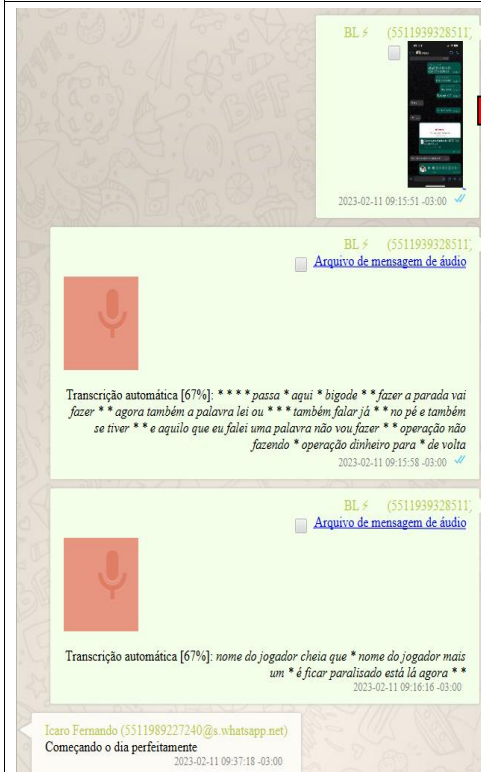 BL⚡ (5511939328511)
2023-02-11 09:15:51 -03:00
BL⚡ (5511939328511)
Arquivo de mensagem de áudio
Transcrição automática [67%]: * * * * passa * aqui * bigode * * fazer a parada vai
fazer * * agora também a palavra lei ou * * * também falar já * * no pé e também
se tiver * * e aquilo que eu falei uma palavra não vou fazer * * operação não
fazendo * operação dinheiro para * de volta
2023-02-11 09:15:58 -03:00
BL⚡ (5511939328511)
Arquivo de mensagem de áudio
Transcrição automática [67%]: nome do jogador cheia que * nome do jogador mais
um * é ficar paralisado está lá agora * *
2023-02-11 09:16:16 -03:00
Icaro Fernando (5511989227240@s.whatsapp.net)
Começando o dia perfeitamente
2023-02-11 09:37:18 -03:00